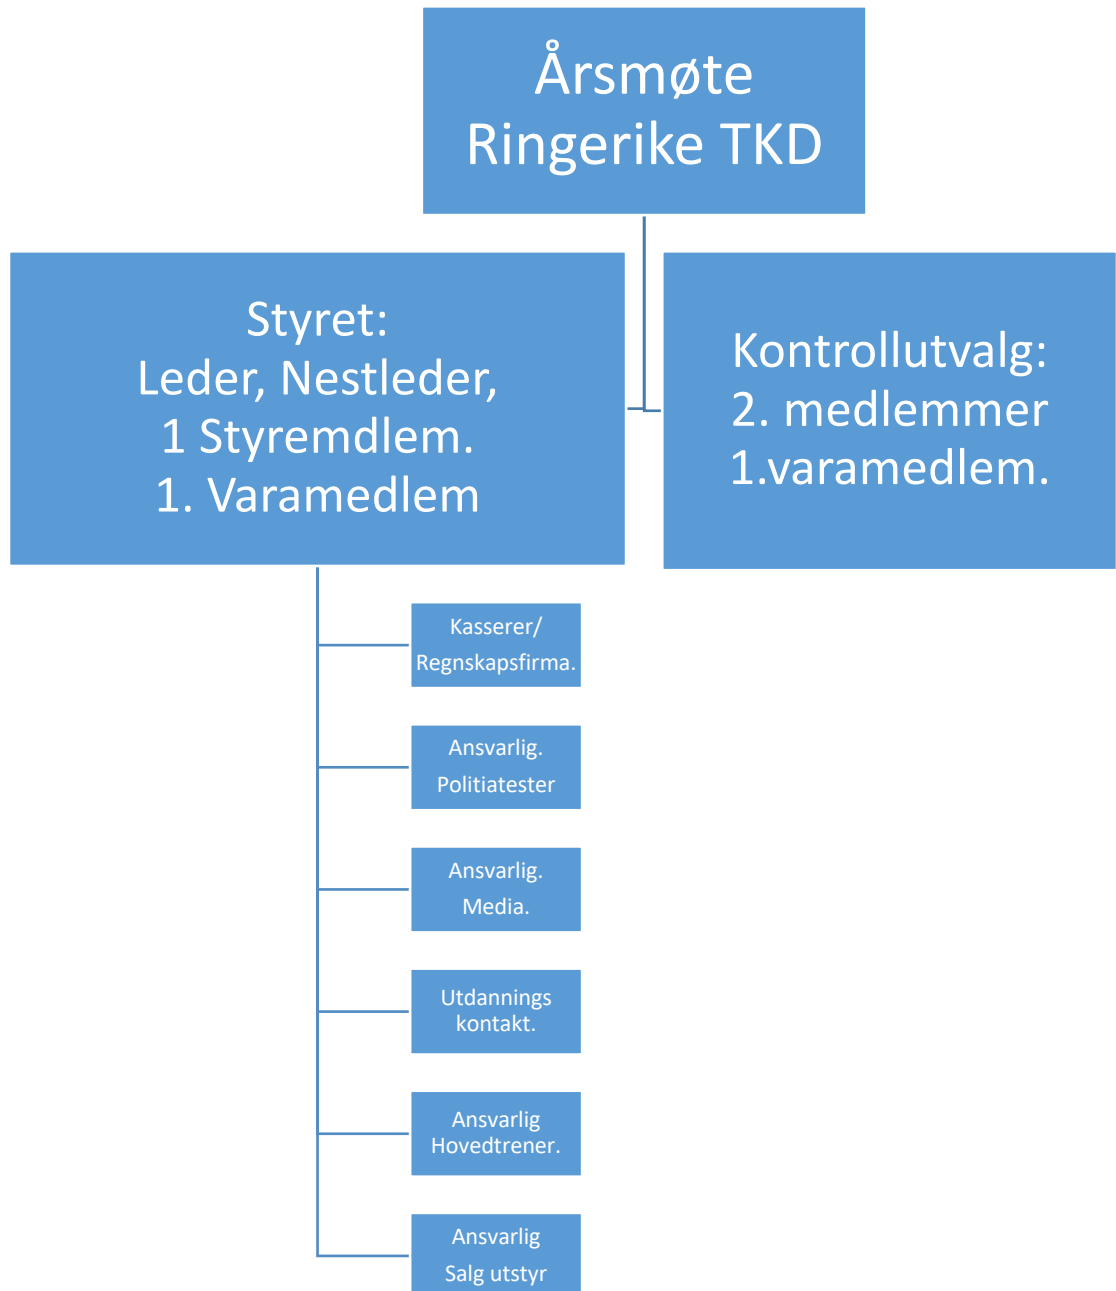 Årsmøte
Ringerike TKD
Styret:
Leder, Nestleder,
1 Styremdlem.
1. Varamedlem
Kontrollutvalg:
2. medlemmer
1.varamedlem.
Kasserer/
Regnskapsfirma.
Ansvarlig.
Politiatester
Ansvarlig.
Media.
Utdannings
kontakt.
Ansvarlig
Hovedtrener.
Ansvarlig
Salg utstyr